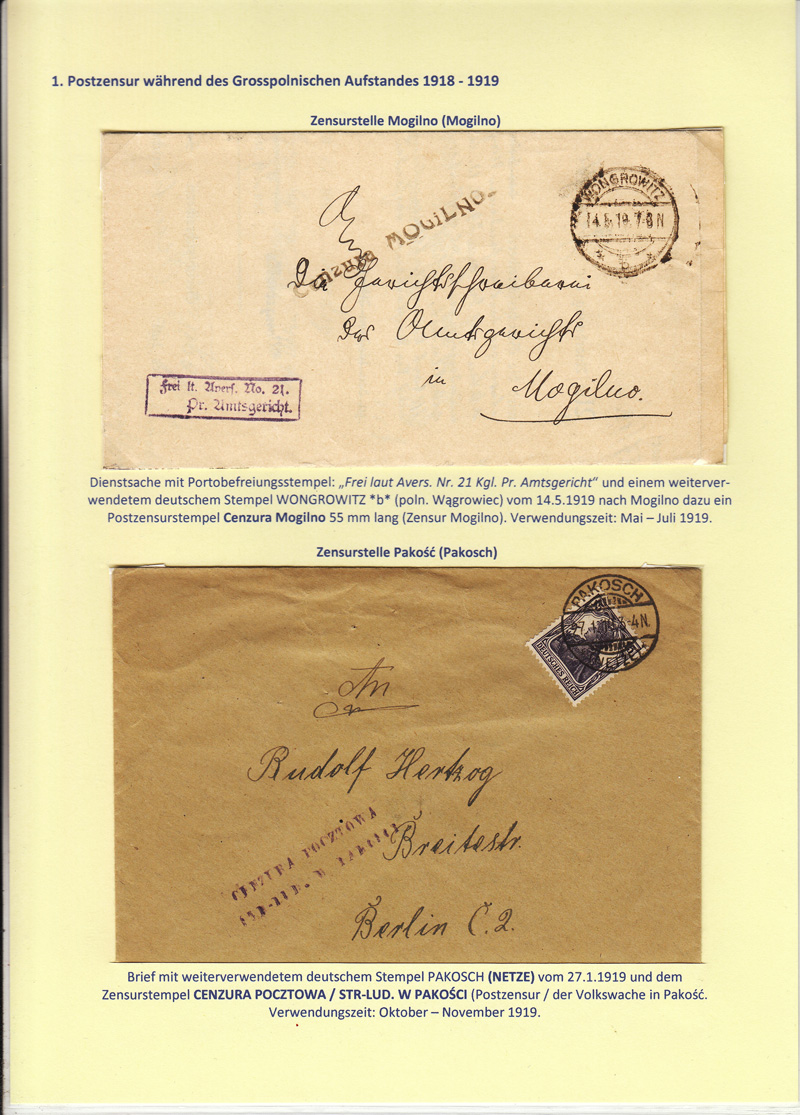 1. Postzensur während des Grosspolnischen Aufstandes 1918 - 1919
Zensurstelle Mogilno (Mogilno)
WONGROWITZ
14.5.19. 7-8N
b
Cenzura MOGILNO
An
Die Gerichtsschreiberei
des Amtsgerichts
in Mogilno.
Frei lt. Avers. No. 21.
Pr. Amtsgericht.
Dienstsache mit Portobefreiungsstempel: „Frei laut Avers. Nr. 21 Kgl. Pr. Amtsgericht“ und einem weiterver-
wendetem deutschem Stempel WONGROWITZ *b* (poln. Wągrowiec) vom 14.5.1919 nach Mogilno dazu ein
Postzensurstempel Cenzura Mogilno 55 mm lang (Zensur Mogilno). Verwendungszeit: Mai – Juli 1919.
Zensurstelle Pakość (Pakosch)
PAKOSCH
DEUTSCHES REICH
An
Rudolf Hertzog
Breitestr.
Berlin C. 2.
CENZURA POCZTOWA
Brief mit weiterverwendetem deutschem Stempel PAKOSCH (NETZE) vom 27.1.1919 und dem
Zensurstempel CENZURA POCZTOWA / STR-LUD. W PAKOŚCI (Postzensur / der Volkswache in Pakość.
Verwendungszeit: Oktober – November 1919.